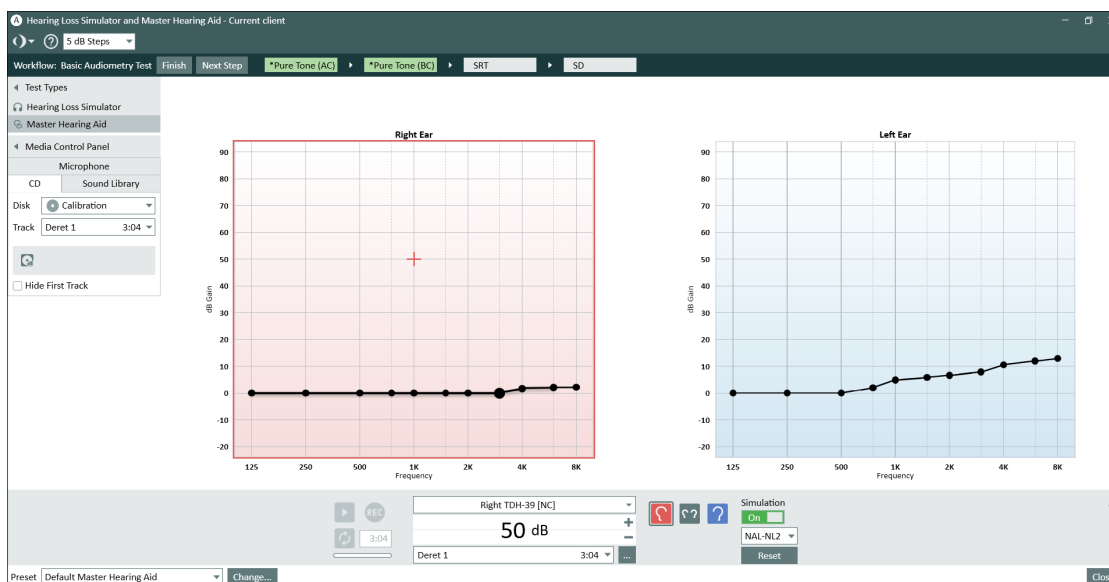 A Hearing Loss Simulator and Master Hearing Aid - Current client
5 dB Steps
Workflow: Basic Audiometry Test Finish Next Step *Pure Tone (AC) *Pure Tone (BC) SRT SD
Test Types
Hearing Loss Simulator
Master Hearing Aid
Media Control Panel
Microphone
CD Sound Library
Disk Calibration
Track Deret 1 3:04
Hide First Track
Right Ear
dB Gain
90
80
70
60
50
40
30
20
10
0
-10
-20
125 250 500 1K 2K 4K 8K
Frequency
Left Ear
dB Gain
90
80
70
60
50
40
30
20
10
0
-10
-20
125 250 500 1K 2K 4K 8K
Frequency
REC
3:04
Right TDH-39 [NC]
50 dB
+
−
Deret 1 3:04 ...
Simulation
On
NAL-NL2
Reset
Preset Default Master Hearing Aid Change...
Clos